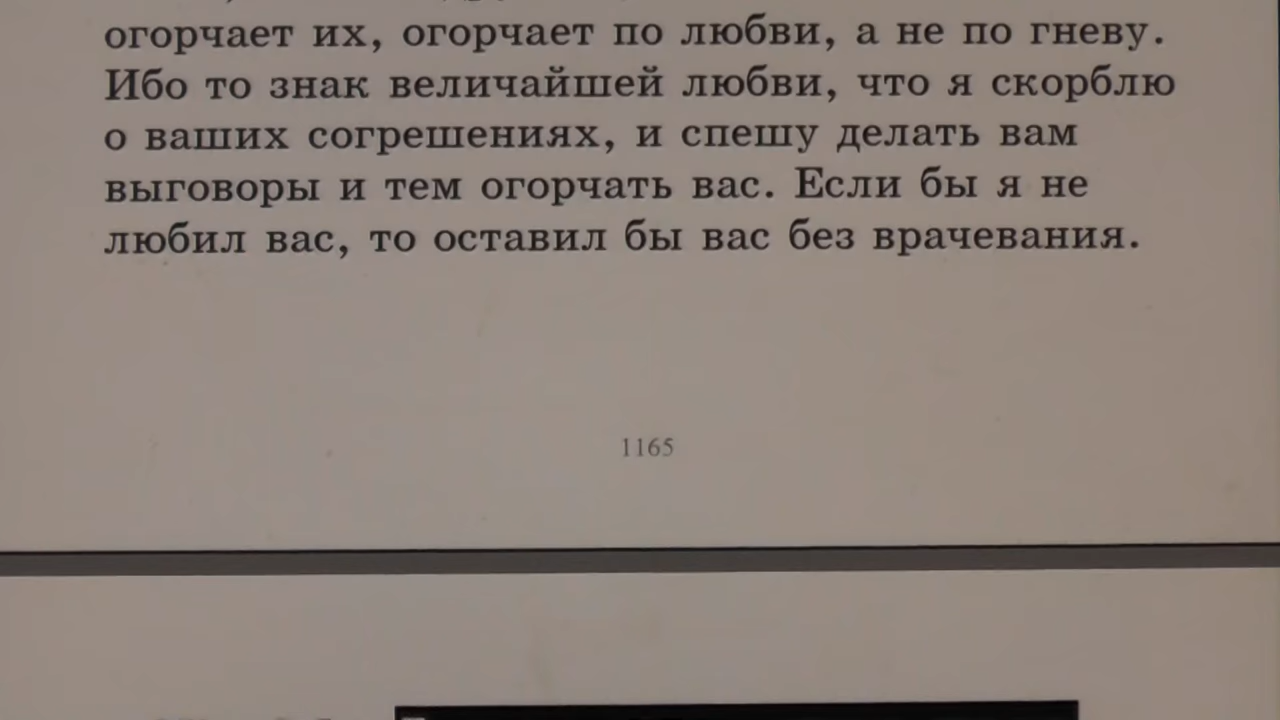 огорчает их, огорчает по любви, а не по гневу.
Ибо то знак величайшей любви, что я скорблю
о ваших согрешениях, и спешу делать вам
выговоры и тем огорчать вас. Если бы я не
любил вас, то оставил бы вас без врачевания.
1165